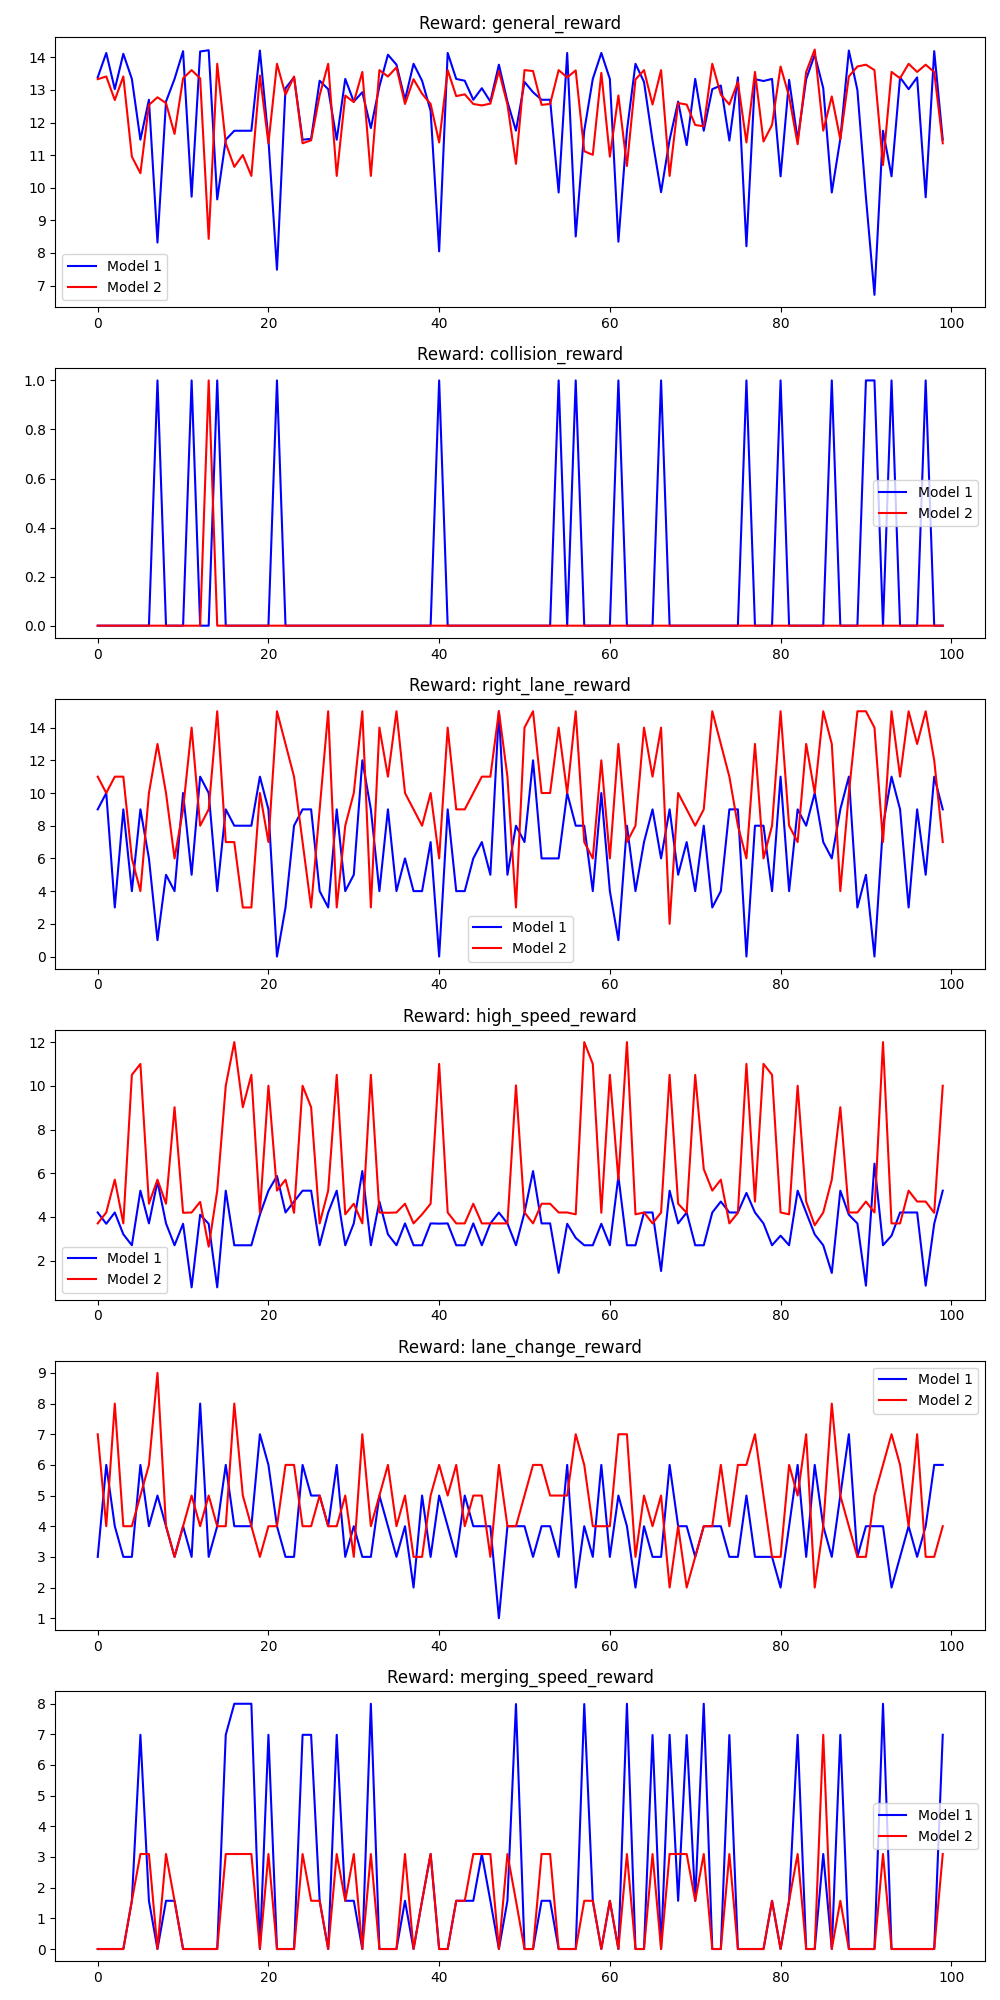 Reward: general_reward
14
13
12
11
10
9
8
7
Model 1
Model 2
0 20 40 60 80 100
Reward: collision_reward
1.0
0.8
0.6
0.4
0.2
0.0
Model 1
Model 2
0 20 40 60 80 100
Reward: right_lane_reward
14
12
10
8
6
4
2
0
Model 1
Model 2
0 20 40 60 80 100
Reward: high_speed_reward
12
10
8
6
4
2
Model 1
Model 2
0 20 40 60 80 100
Reward: lane_change_reward
9
8
7
6
5
4
3
2
1
Model 1
Model 2
0 20 40 60 80 100
Reward: merging_speed_reward
8
7
6
5
4
3
2
1
0
Model 1
Model 2
0 20 40 60 80 100